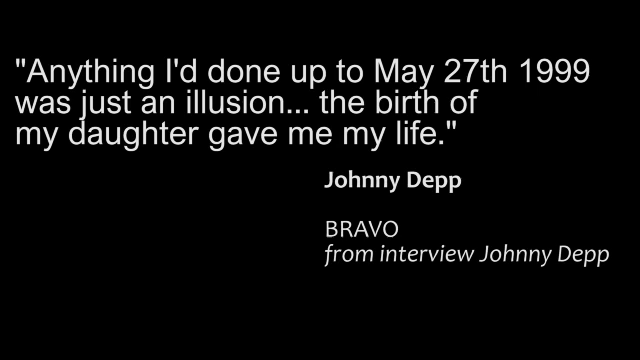 "Anything I'd done up to May 27th 1999
was just an illusion... the birth of
my daughter gave me my life."
Johnny Depp
BRAVO
from interview Johnny Depp